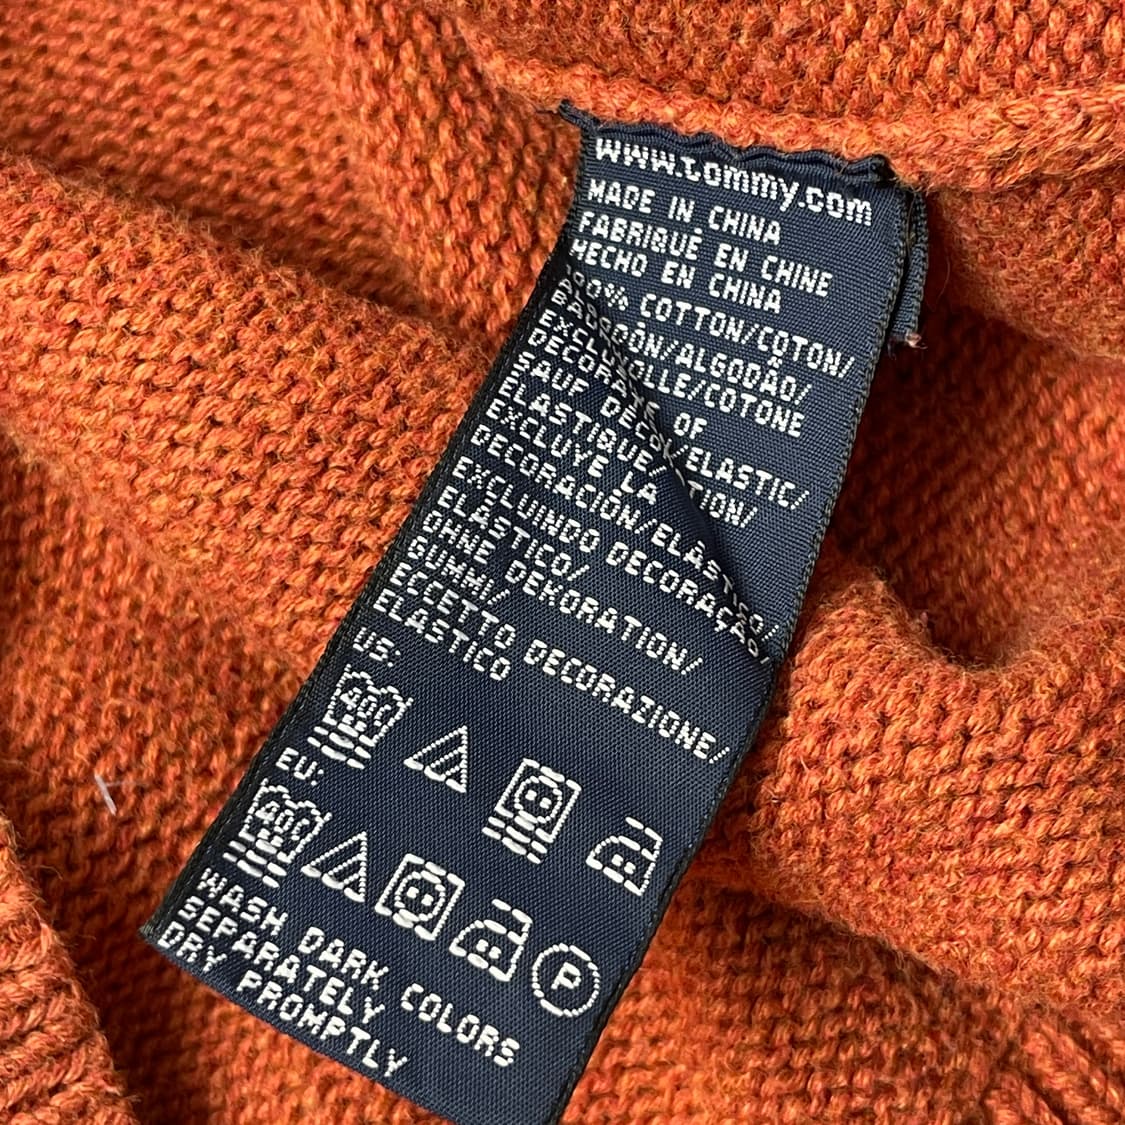 www.tommy.com
MADE IN CHINA
FABRIQUÉ EN CHINE
HECHO EN CHINA
100% COTTON/COTON/
ALGODÓN/ALGODÃO/
BAUMWOLLE/COTONE
EXCLUSIVE OF
DECORATION/ELASTIC/
SAUF DÉCORATION/
ÉLASTIQUE/
EXCLUYE LA
DECORACIÓN/ELÁSTICO/
EXCLUINDO DECORAÇÃO/
ELÁSTICO/
OHNE DEKORATION/
GUMMI/
ECCETTO DECORAZIONE/
ELASTICO
US:
40C
EU:
40C
P
WASH DARK COLORS
SEPARATELY
DRY PROMPTLY